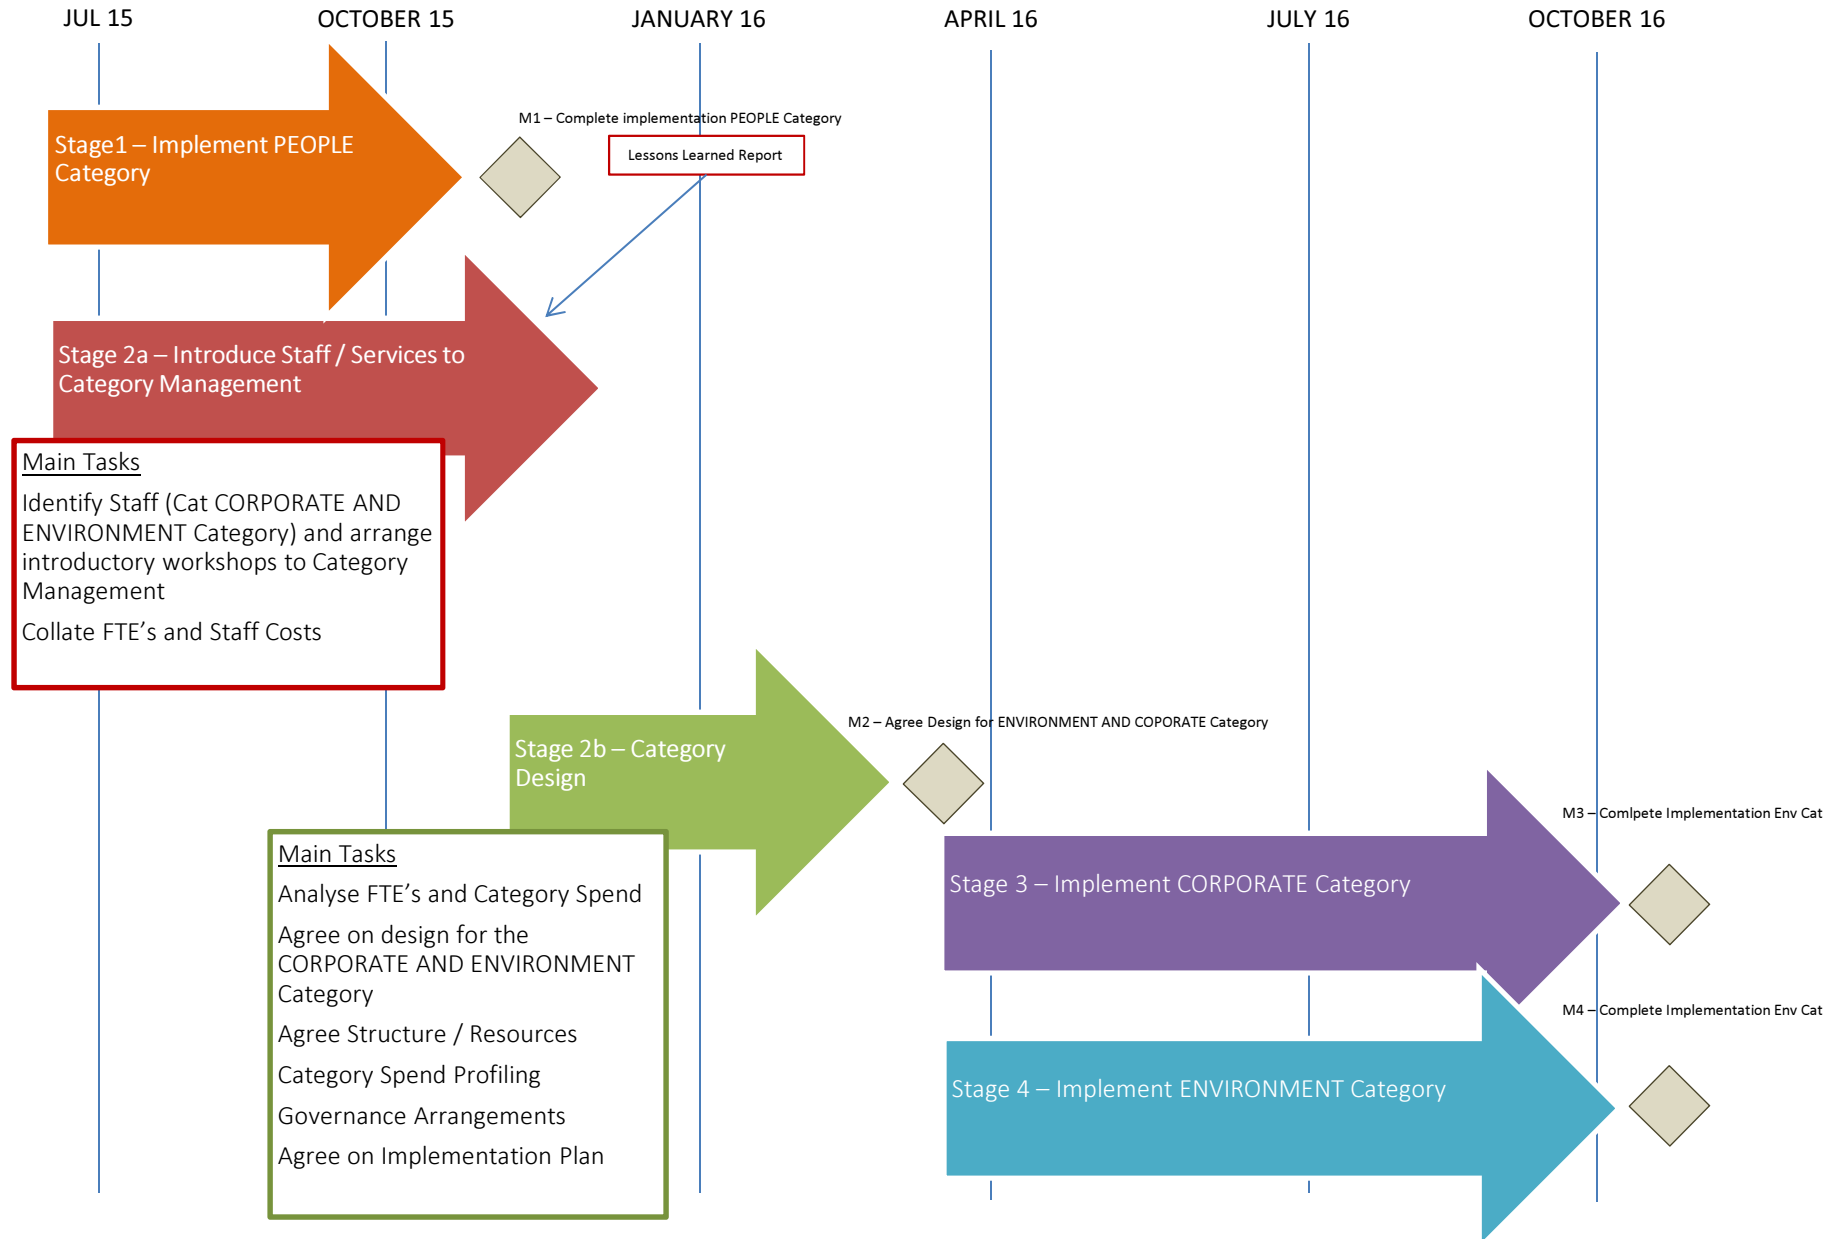 JUL 15
OCTOBER 15
JANUARY 16
APRIL 16
JULY 16
OCTOBER 16
Stage1 – Implement PEOPLE
Category
M1 – Complete implementation PEOPLE Category
Lessons Learned Report
Stage 2a – Introduce Staff / Services to
Category Management
Main Tasks
Identify Staff (Cat CORPORATE AND
ENVIRONMENT Category) and arrange
introductory workshops to Category
Management
Collate FTE's and Staff Costs
Stage 2b – Category
Design
M2 – Agree Design for ENVIRONMENT AND COPORATE Category
Main Tasks
Analyse FTE's and Category Spend
Agree on design for the
CORPORATE AND ENVIRONMENT
Category
Agree Structure / Resources
Category Spend Profiling
Governance Arrangements
Agree on Implementation Plan
M3 – Comlpete Implementation Env Cat
Stage 3 – Implement CORPORATE Category
M4 – Complete Implementation Env Cat
Stage 4 – Implement ENVIRONMENT Category